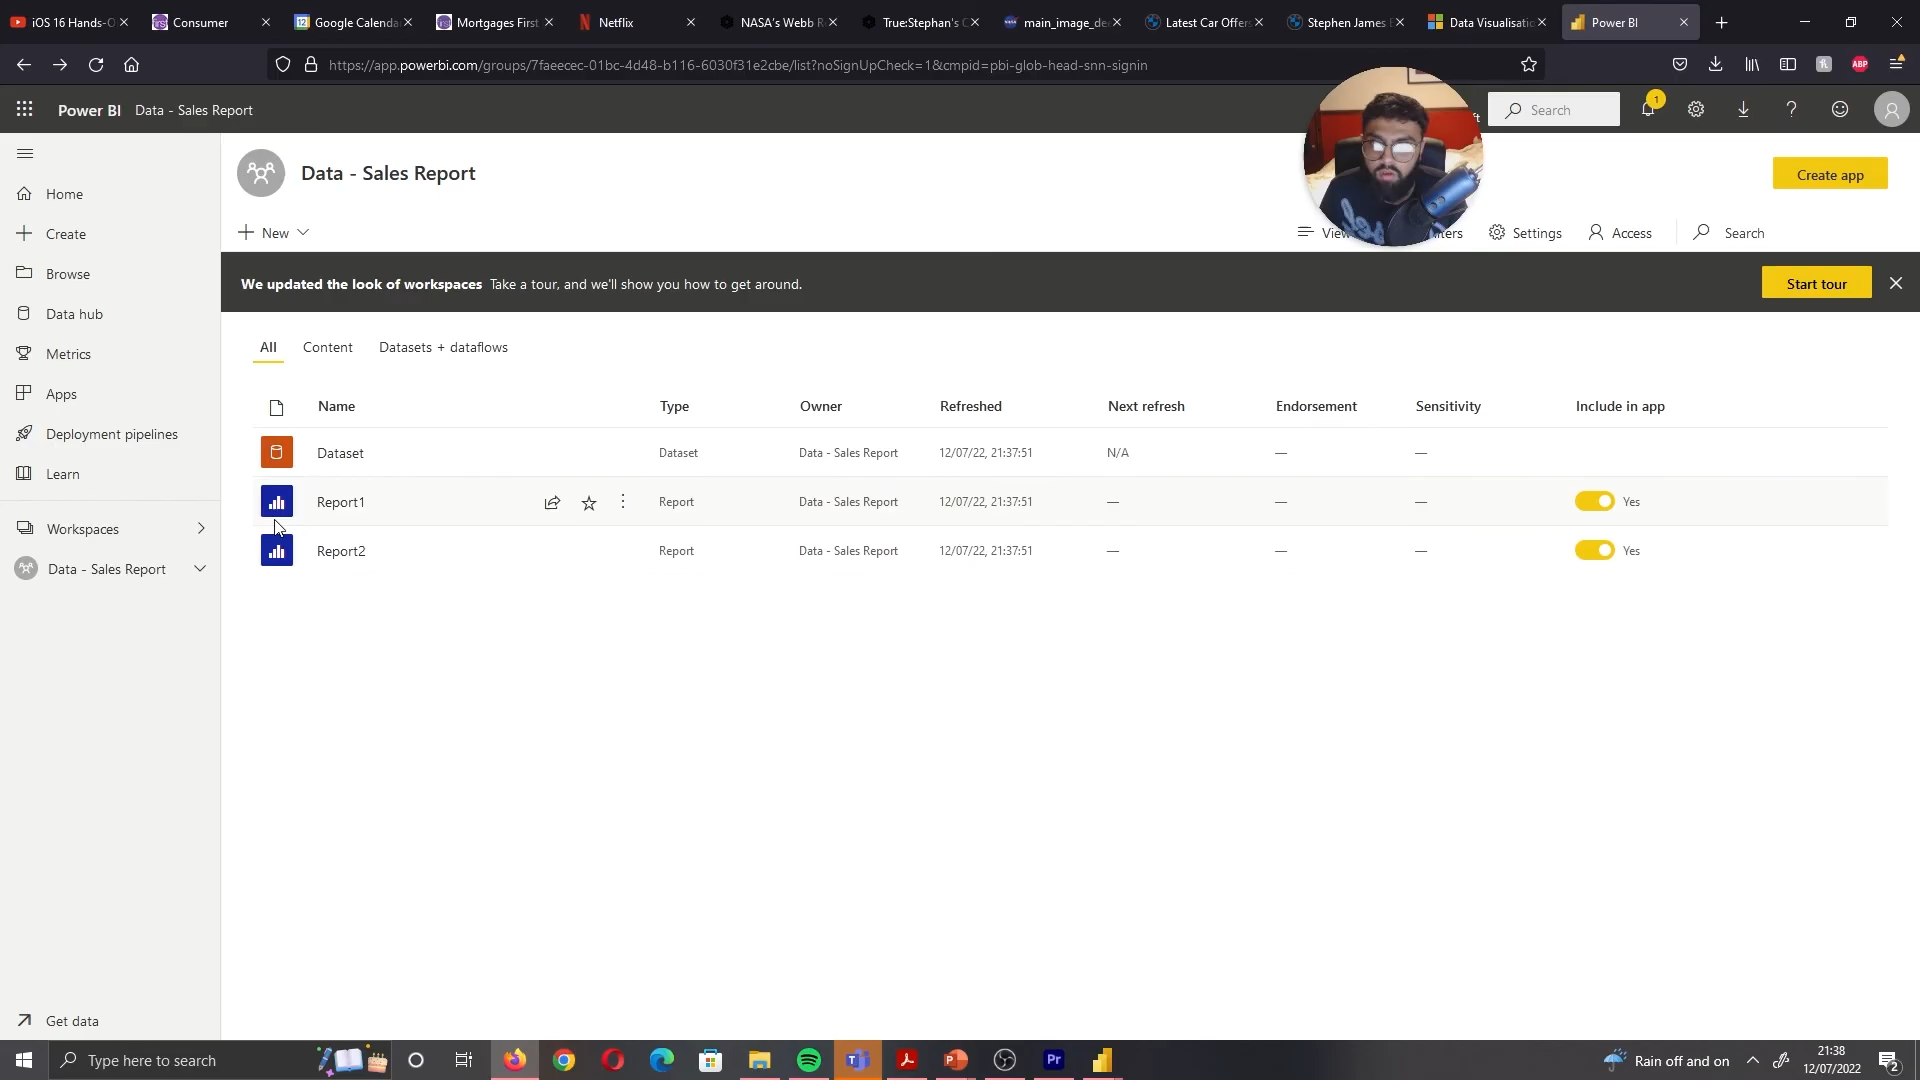 iOS 16 Hands-O
Consumer
Google Calenda
Mortgages First
Netflix
NASA's Webb R
True:Stephan's C
main_image_de
Latest Car Offers
Stephen James
Data Visualisatio
Power BI
https://app.powerbi.com/groups/7faeecec-01bc-4d48-b116-6030f31e2cbe/list?noSignUpCheck=1&cmpid=pbi-glob-head-snn-signin
ABP
Power BI Data - Sales Report
Search
1
Home
Create
Browse
Data hub
Metrics
Apps
Deployment pipelines
Learn
Workspaces
Data - Sales Report
Get data
Data - Sales Report
Create app
New
View
Settings
Access
Search
We updated the look of workspaces Take a tour, and we'll show you how to get around.
Start tour
All Content Datasets + dataflows
Name Type Owner Refreshed Next refresh Endorsement Sensitivity Include in app
Dataset Dataset Data - Sales Report 12/07/22, 21:37:51 N/A — —
Report1 Report Data - Sales Report 12/07/22, 21:37:51 — — — Yes
Report2 Report Data - Sales Report 12/07/22, 21:37:51 — — — Yes
Type here to search
Pr
Rain off and on
21:38
12/07/2022
2